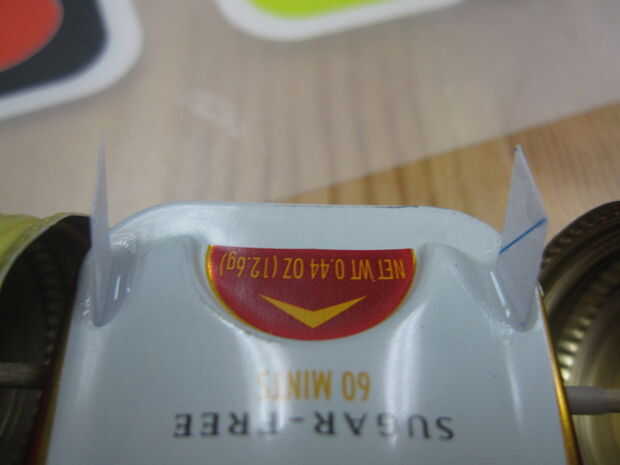 SUGAR-FREE
60 MINTS
NET WT 0.44 OZ (12.6g)